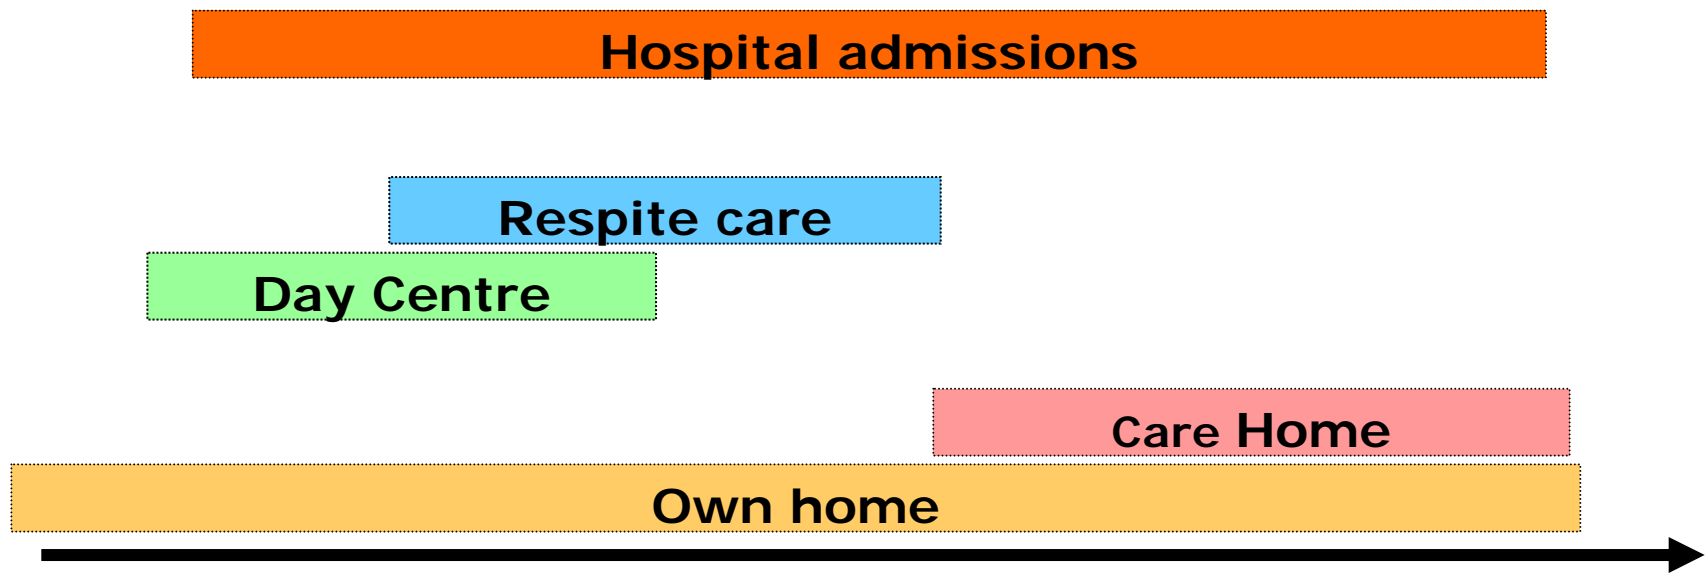 Hospital admissions
Respite care
Day Centre
Care Home
Own home